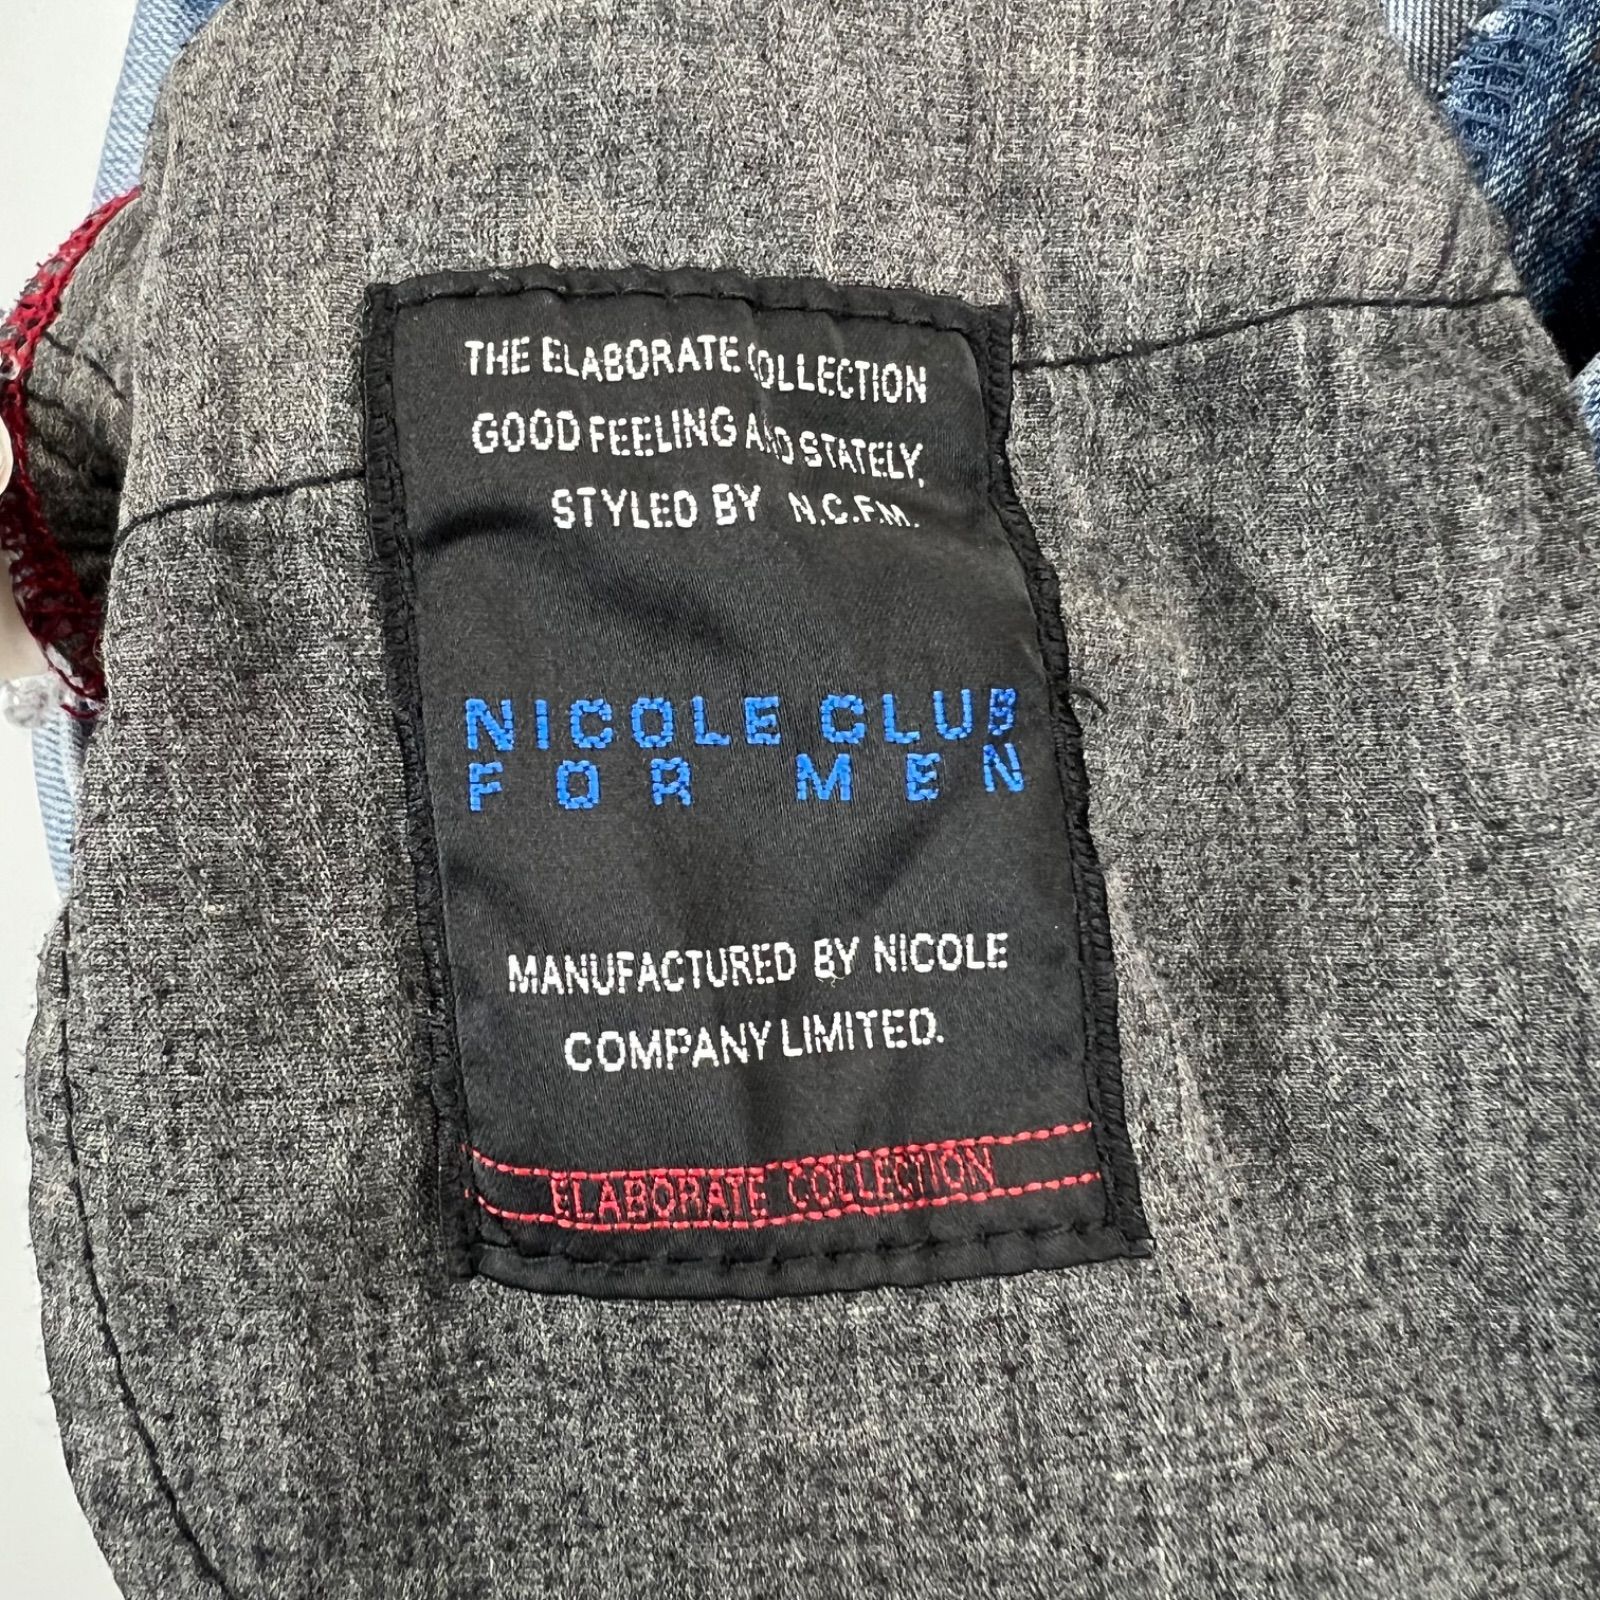 THE ELABORATE COLLECTION
GOOD FEELING AND STATELY,
STYLED BY N.C.F.M.
NICOLE CLUB
FOR MEN
MANUFACTURED BY NICOLE
COMPANY LIMITED.
ELABORATE COLLECTION